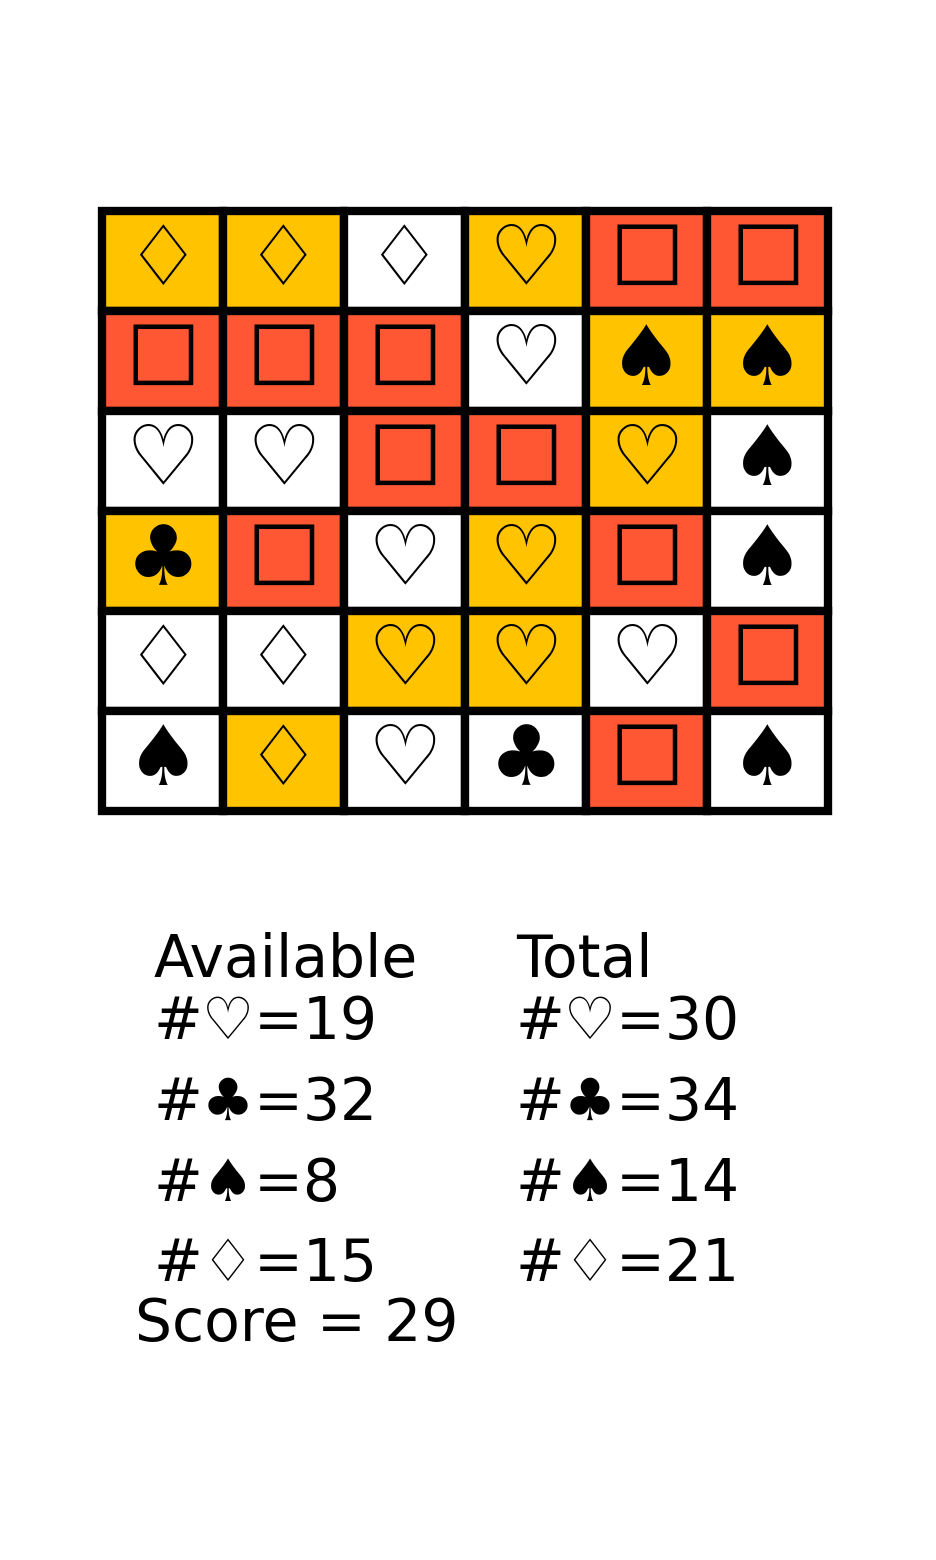 ♢ ♢ ♢ ♡ □ □
□ □ □ ♡ ♠ ♠
♡ ♡ □ □ ♡ ♠
♣ □ ♡ ♡ □ ♠
♢ ♢ ♡ ♡ ♡ □
♠ ♢ ♡ ♣ □ ♠
Available Total
#♡=19 #♡=30
#♣=32 #♣=34
#♠=8 #♠=14
#♢=15 #♢=21
Score = 29